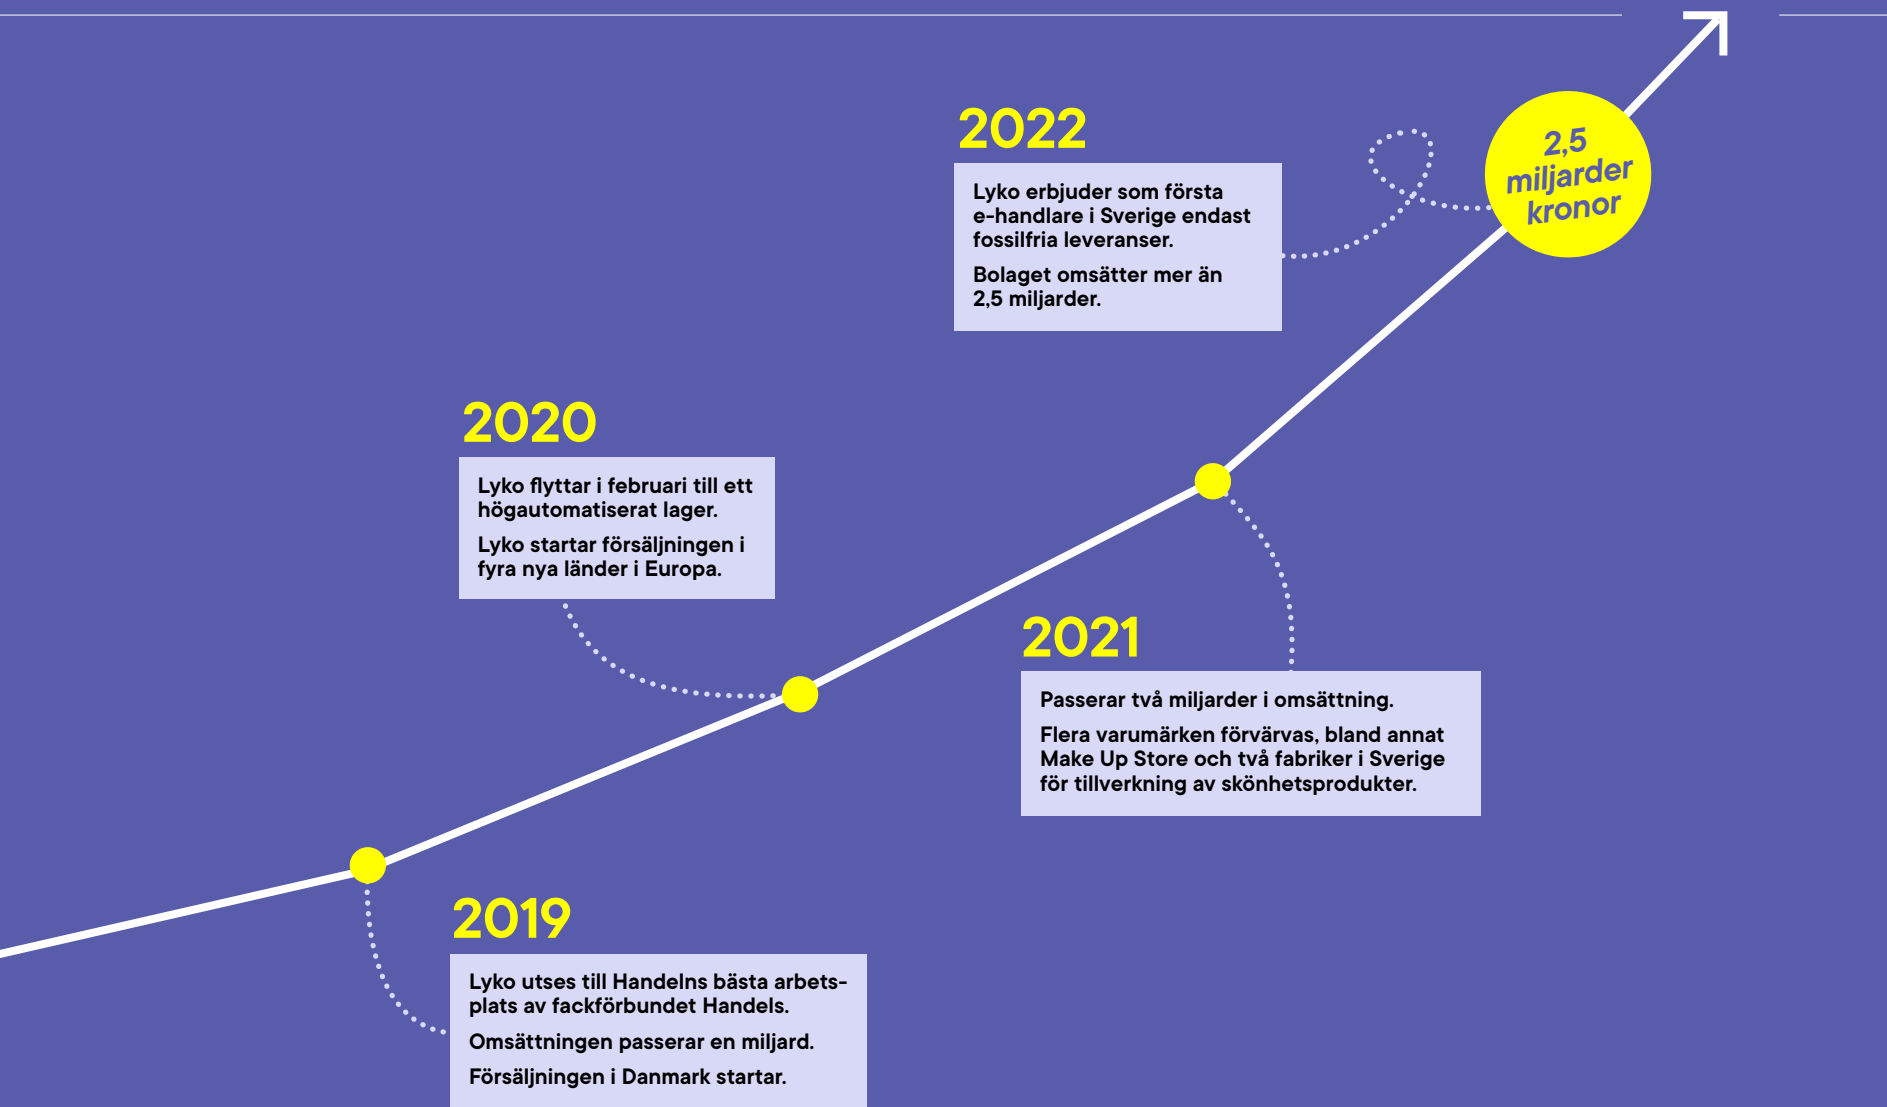 2022
Lyko erbjuder som första
e-handlare i Sverige endast
fossilfria leveranser.
Bolaget omsätter mer än
2,5 miljarder.
2,5
miljarder
kronor
2020
Lyko flyttar i februari till ett
högautomatiserat lager.
Lyko startar försäljningen i
fyra nya länder i Europa.
2021
Passerar två miljarder i omsättning.
Flera varumärken förvärvas, bland annat
Make Up Store och två fabriker i Sverige
för tillverkning av skönhetsprodukter.
2019
Lyko utses till Handelns bästa arbets-
plats av fackförbundet Handels.
Omsättningen passerar en miljard.
Försäljningen i Danmark startar.